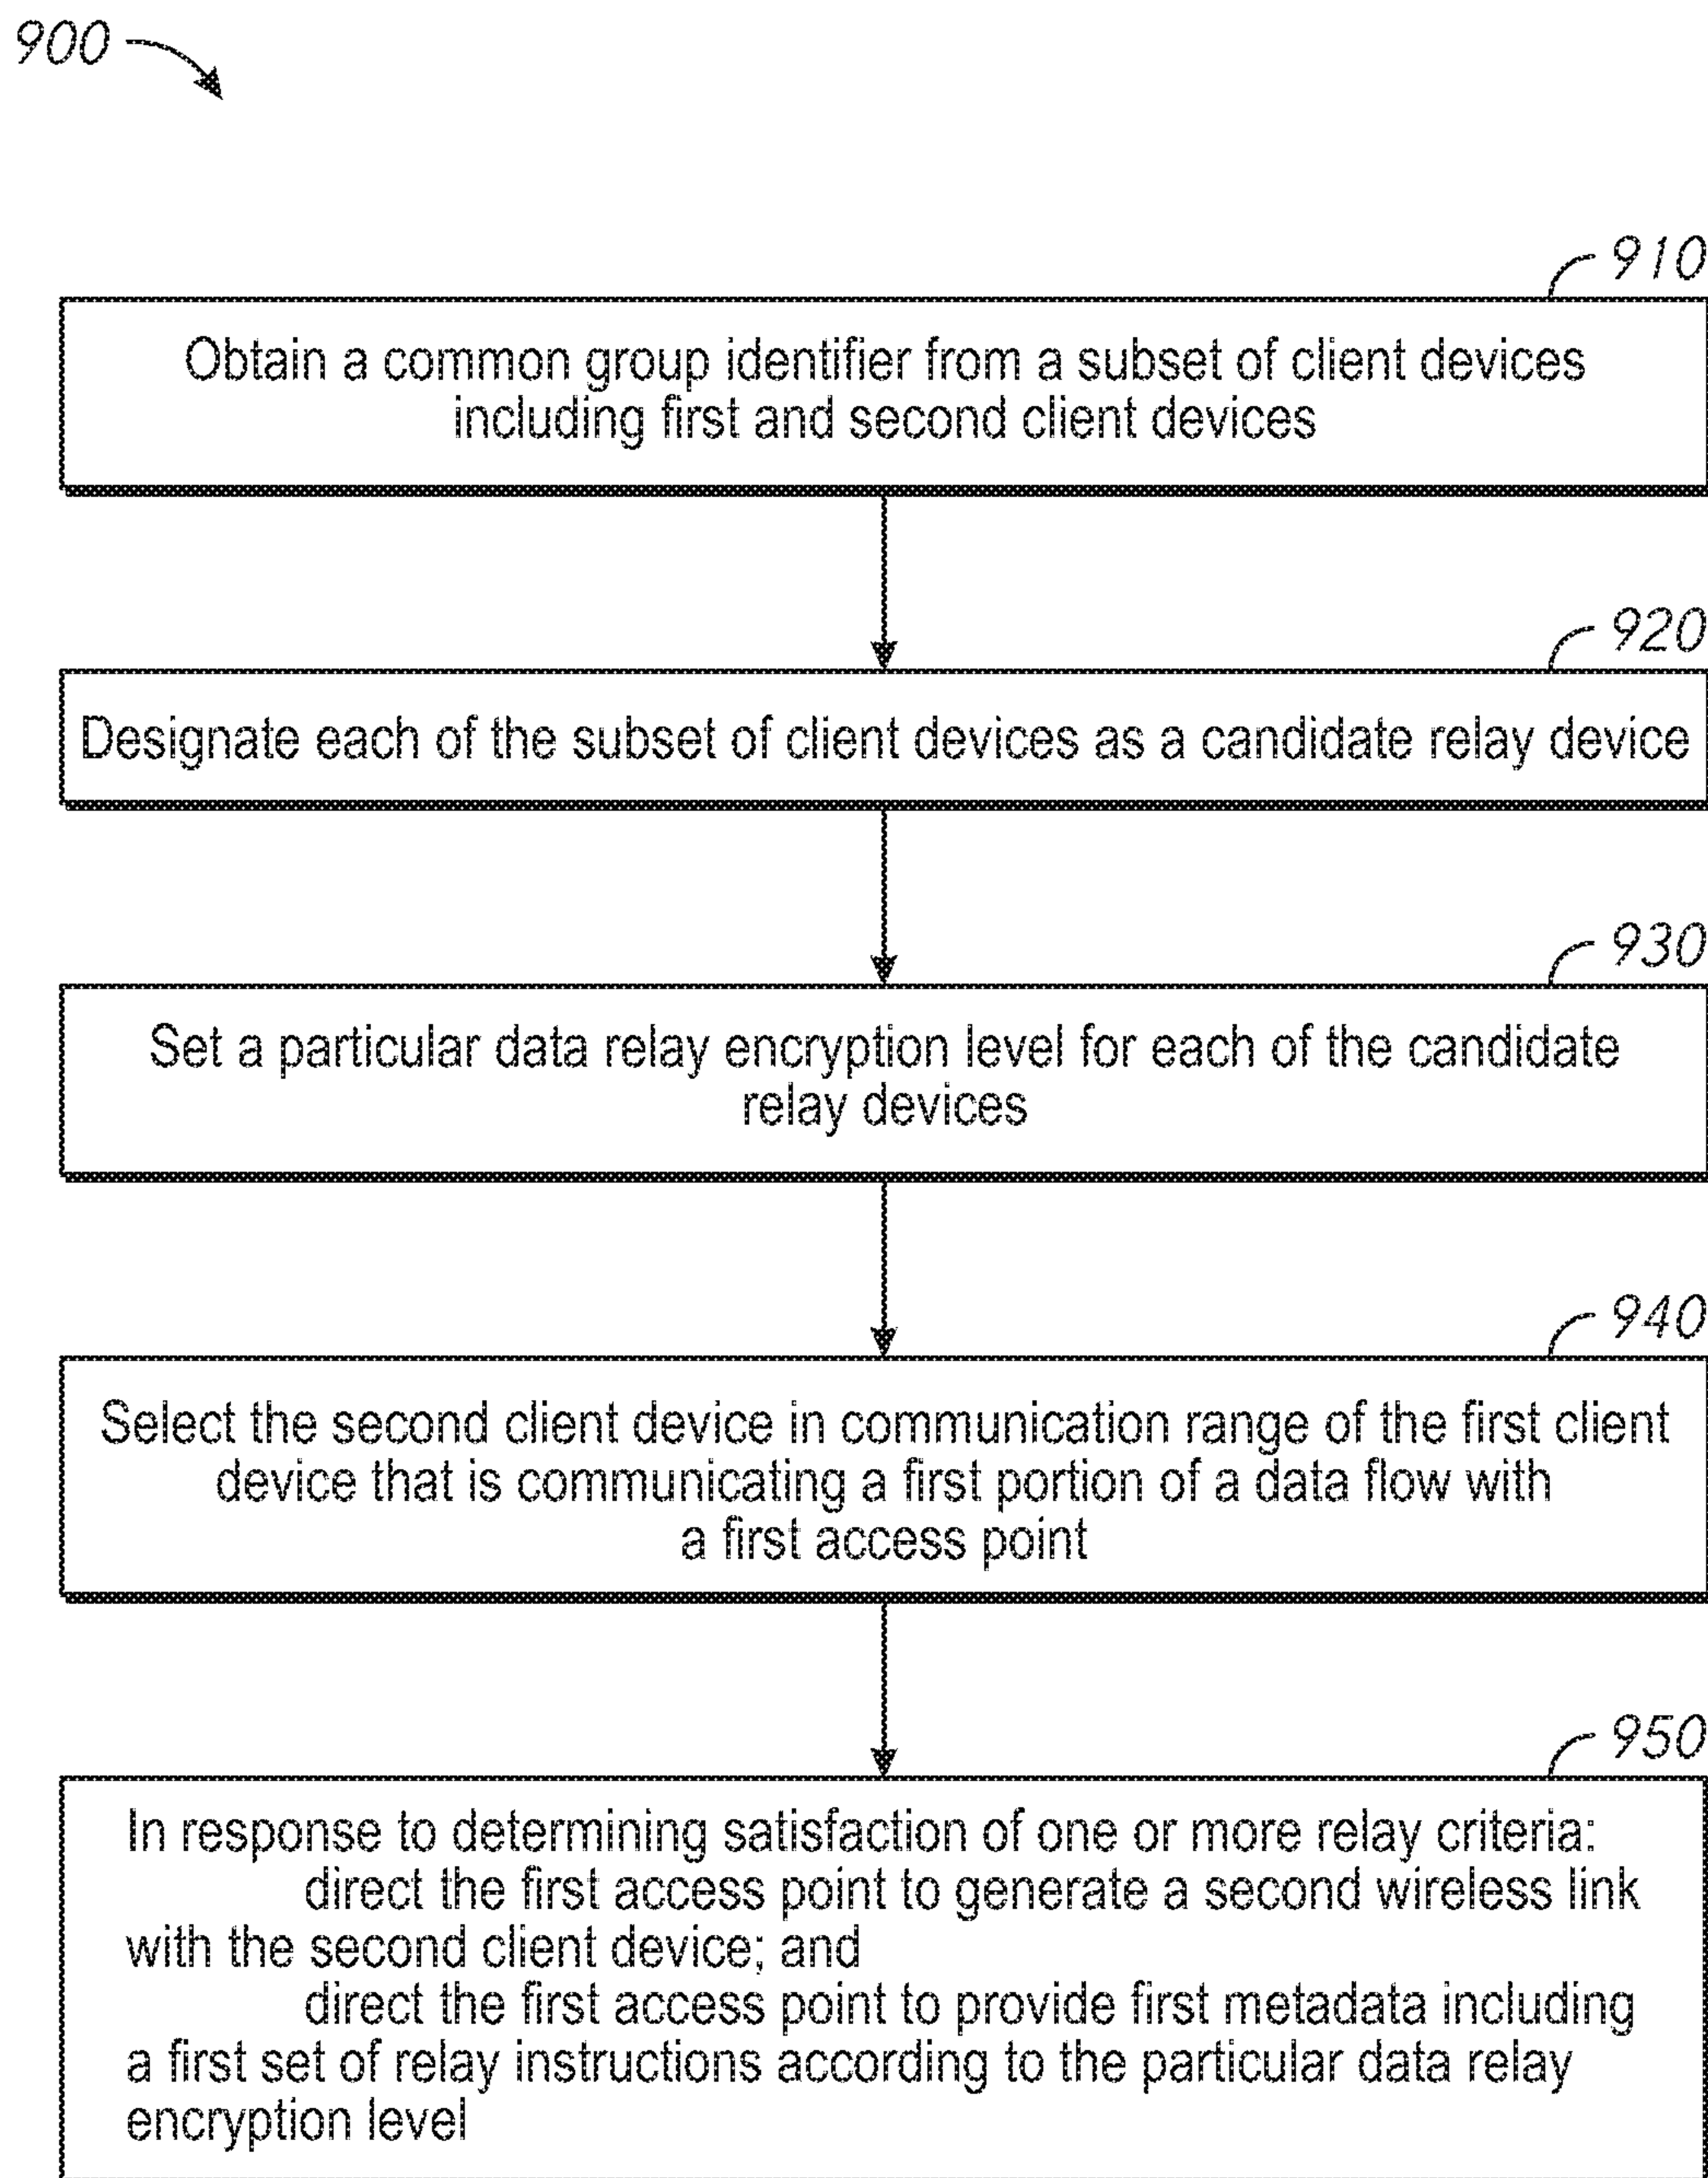 900
910
Obtain a common group identifier from a subset of client devices
including first and second client devices
920
Designate each of the subset of client devices as a candidate relay device
930
Set a particular data relay encryption level for each of the candidate
relay devices
940
Select the second client device in communication range of the first client
device that is communicating a first portion of a data flow with
a first access point
950
In response to determining satisfaction of one or more relay criteria:
direct the first access point to generate a second wireless link
with the second client device; and
direct the first access point to provide first metadata including
a first set of relay instructions according to the particular data relay
encryption level